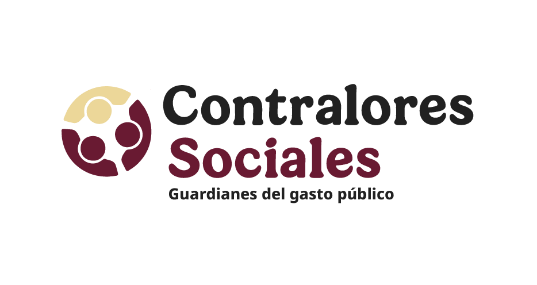 Contralores
Sociales
Guardianes del gasto público